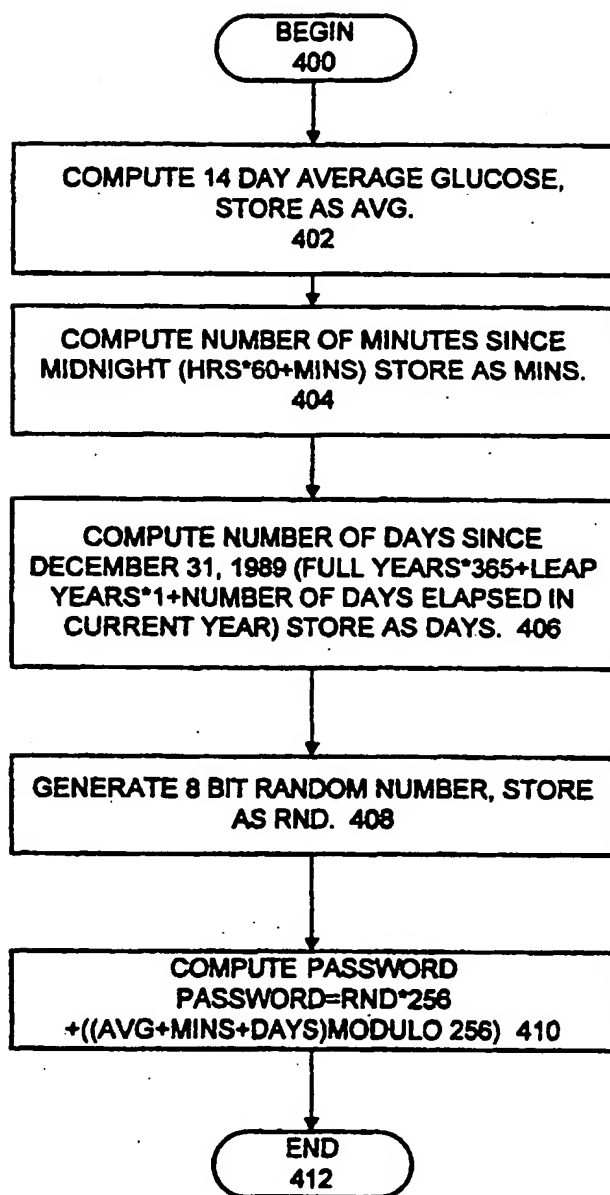 BEGIN
400
COMPUTE 14 DAY AVERAGE GLUCOSE,
STORE AS AVG.
402
COMPUTE NUMBER OF MINUTES SINCE
MIDNIGHT (HRS*60+MINS) STORE AS MINS.
404
COMPUTE NUMBER OF DAYS SINCE
DECEMBER 31, 1989 (FULL YEARS*365+LEAP
YEARS*1+NUMBER OF DAYS ELAPSED IN
CURRENT YEAR) STORE AS DAYS. 406
GENERATE 8 BIT RANDOM NUMBER, STORE
AS RND. 408
COMPUTE PASSWORD
PASSWORD=RND*256
+((AVG+MINS+DAYS)MODULO 256) 410
END
412